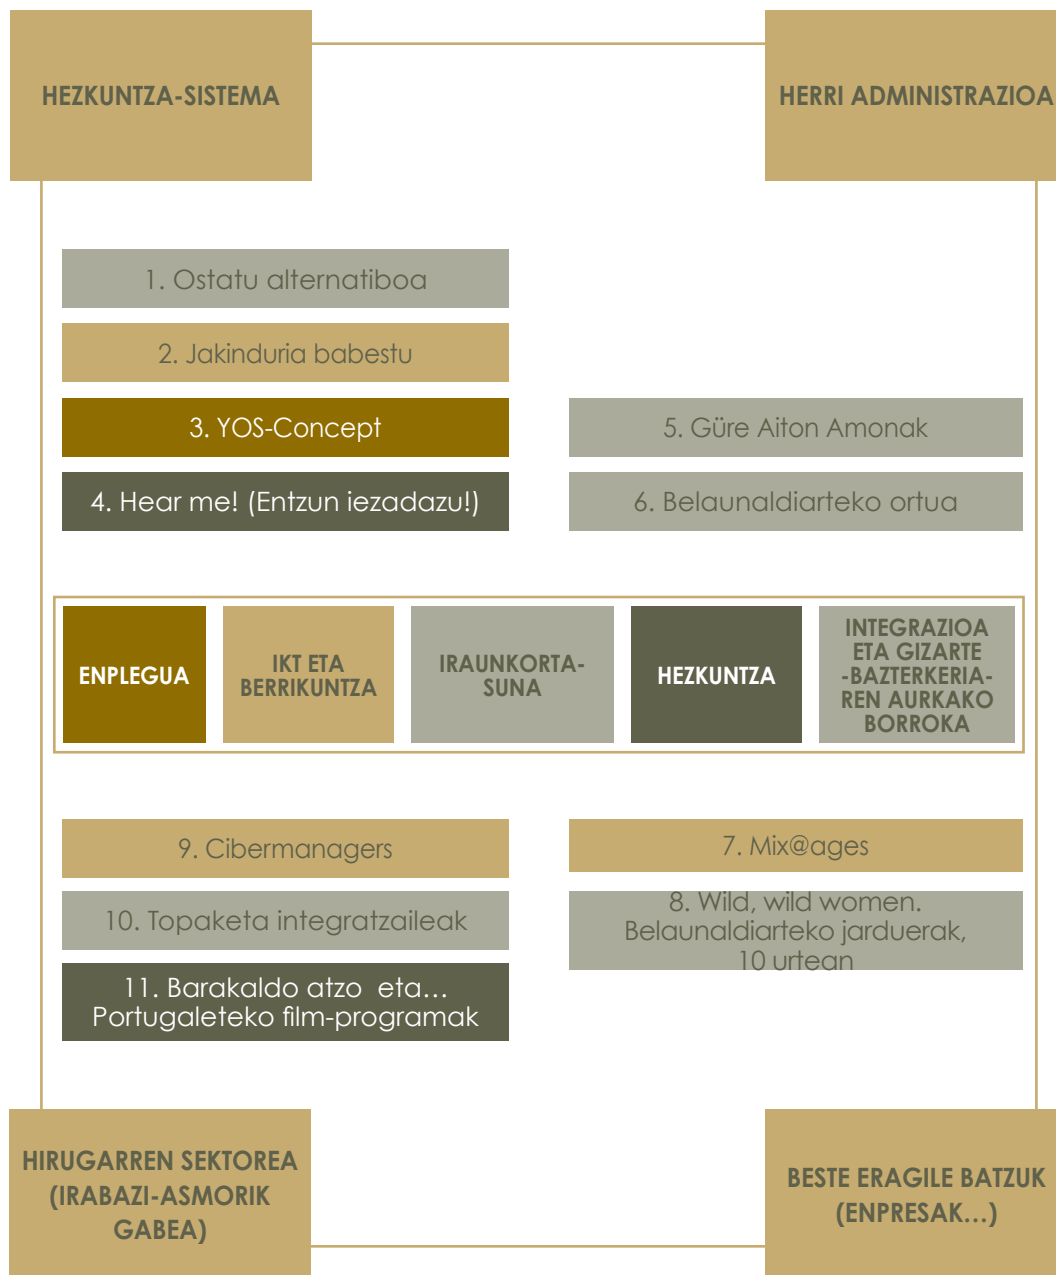 HEZKUNTZA-SISTEMA
HERRI ADMINISTRAZIOA
1. Ostatu alternatiboa
2. Jakinduria babestu
3. YOS-Concept
4. Hear me! (Entzun iezadazu!)
5. Güre Aiton Amonak
6. Belaunaldiarteko ortua
ENPLEGUA
IKT ETA
BERRIKUNTZA
IRAUNKORTA-
SUNA
HEZKUNTZA
INTEGRAZIOA
ETA GIZARTE
-BAZTERKERIA-
REN AURKAKO
BORROKA
9. Cibermanagers
10. Topaketa integratzaileak
11. Barakaldo atzo eta...
Portugaleteko film-programak
7. Mix@ages
8. Wild, wild women.
Belaunaldiarteko jarduerak,
10 urtean
HIRUGARREN SEKTOREA
(IRABAZI-ASMORIK
GABEA)
BESTE ERAGILE BATZUK
(ENPRESAK...)